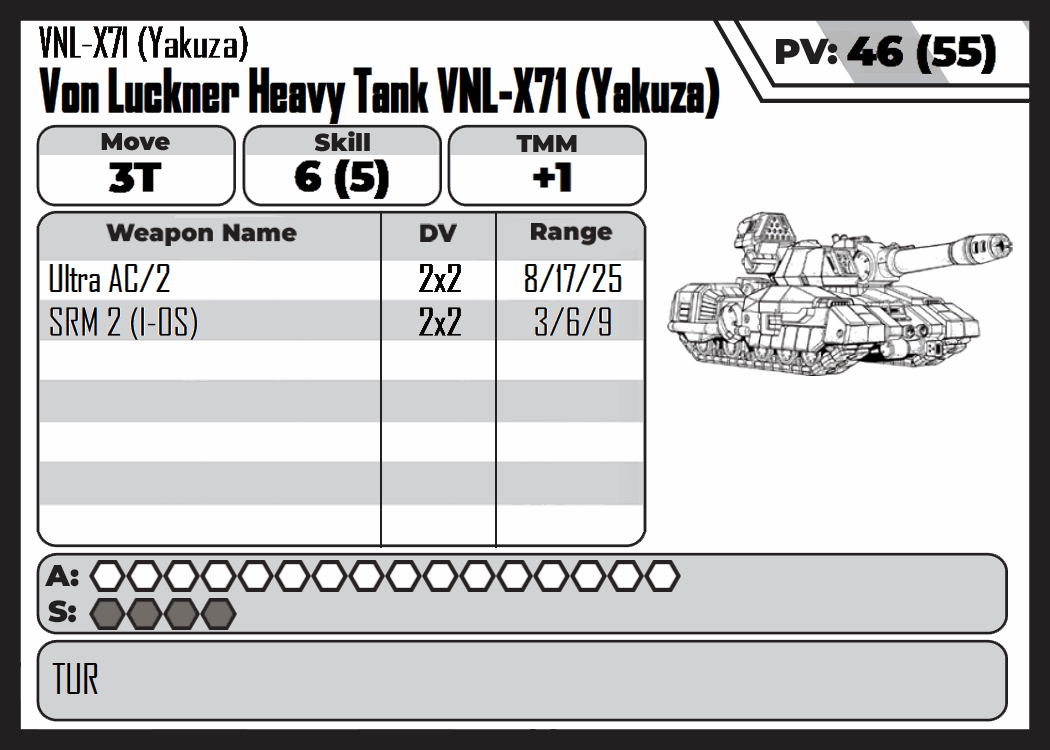 VNL-X71 (Yakuza)
PV: 46 (55)
Von Luckner Heavy Tank VNL-X71 (Yakuza)
Move Skill TMM
3T 6 (5) +1
Weapon Name DV Range
Ultra AC/2 2x2 8/17/25
SRM 2 (I-OS) 2x2 3/6/9
A:
S:
TUR